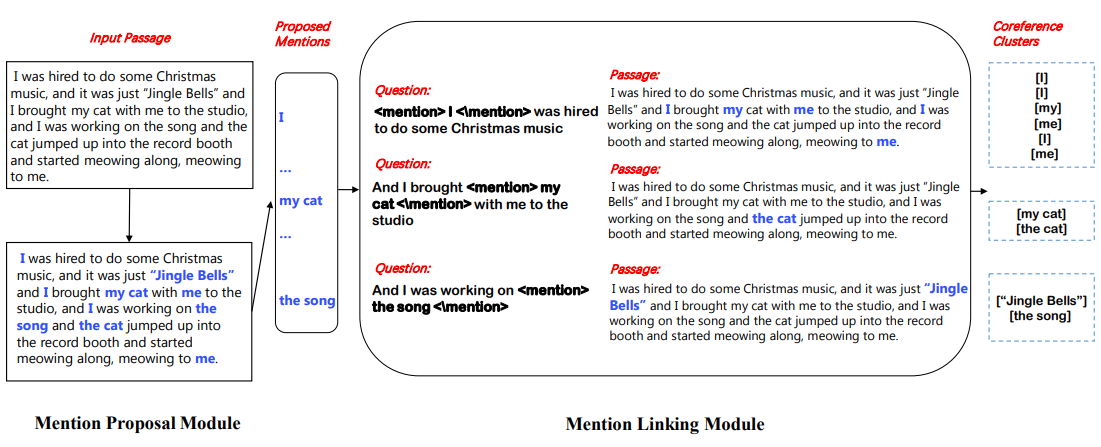 Input Passage
I was hired to do some Christmas
music, and it was just “Jingle Bells” and
I brought my cat with me to the studio,
and I was working on the song and the
cat jumped up into the record
booth and started meowing along, meowing
to me.
I was hired to do some Christmas
music, and it was just “Jingle Bells”
and I brought my cat with me to the
studio, and I was working on the
song and the cat jumped up into
the record booth and started
meowing along, meowing to me.
Mention Proposal Module
Proposed
Mentions
I
...
my cat
...
the song
Question:
<mention> I <\mention> was hired
to do some Christmas music
Passage:
I was hired to do some Christmas music, and it was just “Jingle
Bells” and I brought my cat with me to the studio, and I was
working on the song and the cat jumped up into the record
booth and started meowing along, meowing to me.
Question:
And I brought <mention> my
cat <\mention> with me to the
studio
Passage:
I was hired to do some Christmas music, and it was just “Jingle
Bells” and I brought my cat with me to the studio, and I was
working on the song and the cat jumped up into the record
booth and started meowing along, meowing to me.
Question:
And I was working on <mention>
the song <\mention>
Passage:
I was hired to do some Christmas music, and it was just “Jingle
Bells” and I brought my cat with me to the studio, and I was
working on the song and the cat jumped up into the record
booth and started meowing along, meowing to me.
Mention Linking Module
Coreference
Clusters
[I]
[I]
[my]
[me]
[I]
[me]
[my cat]
[the cat]
[“Jingle Bells”]
[the song]